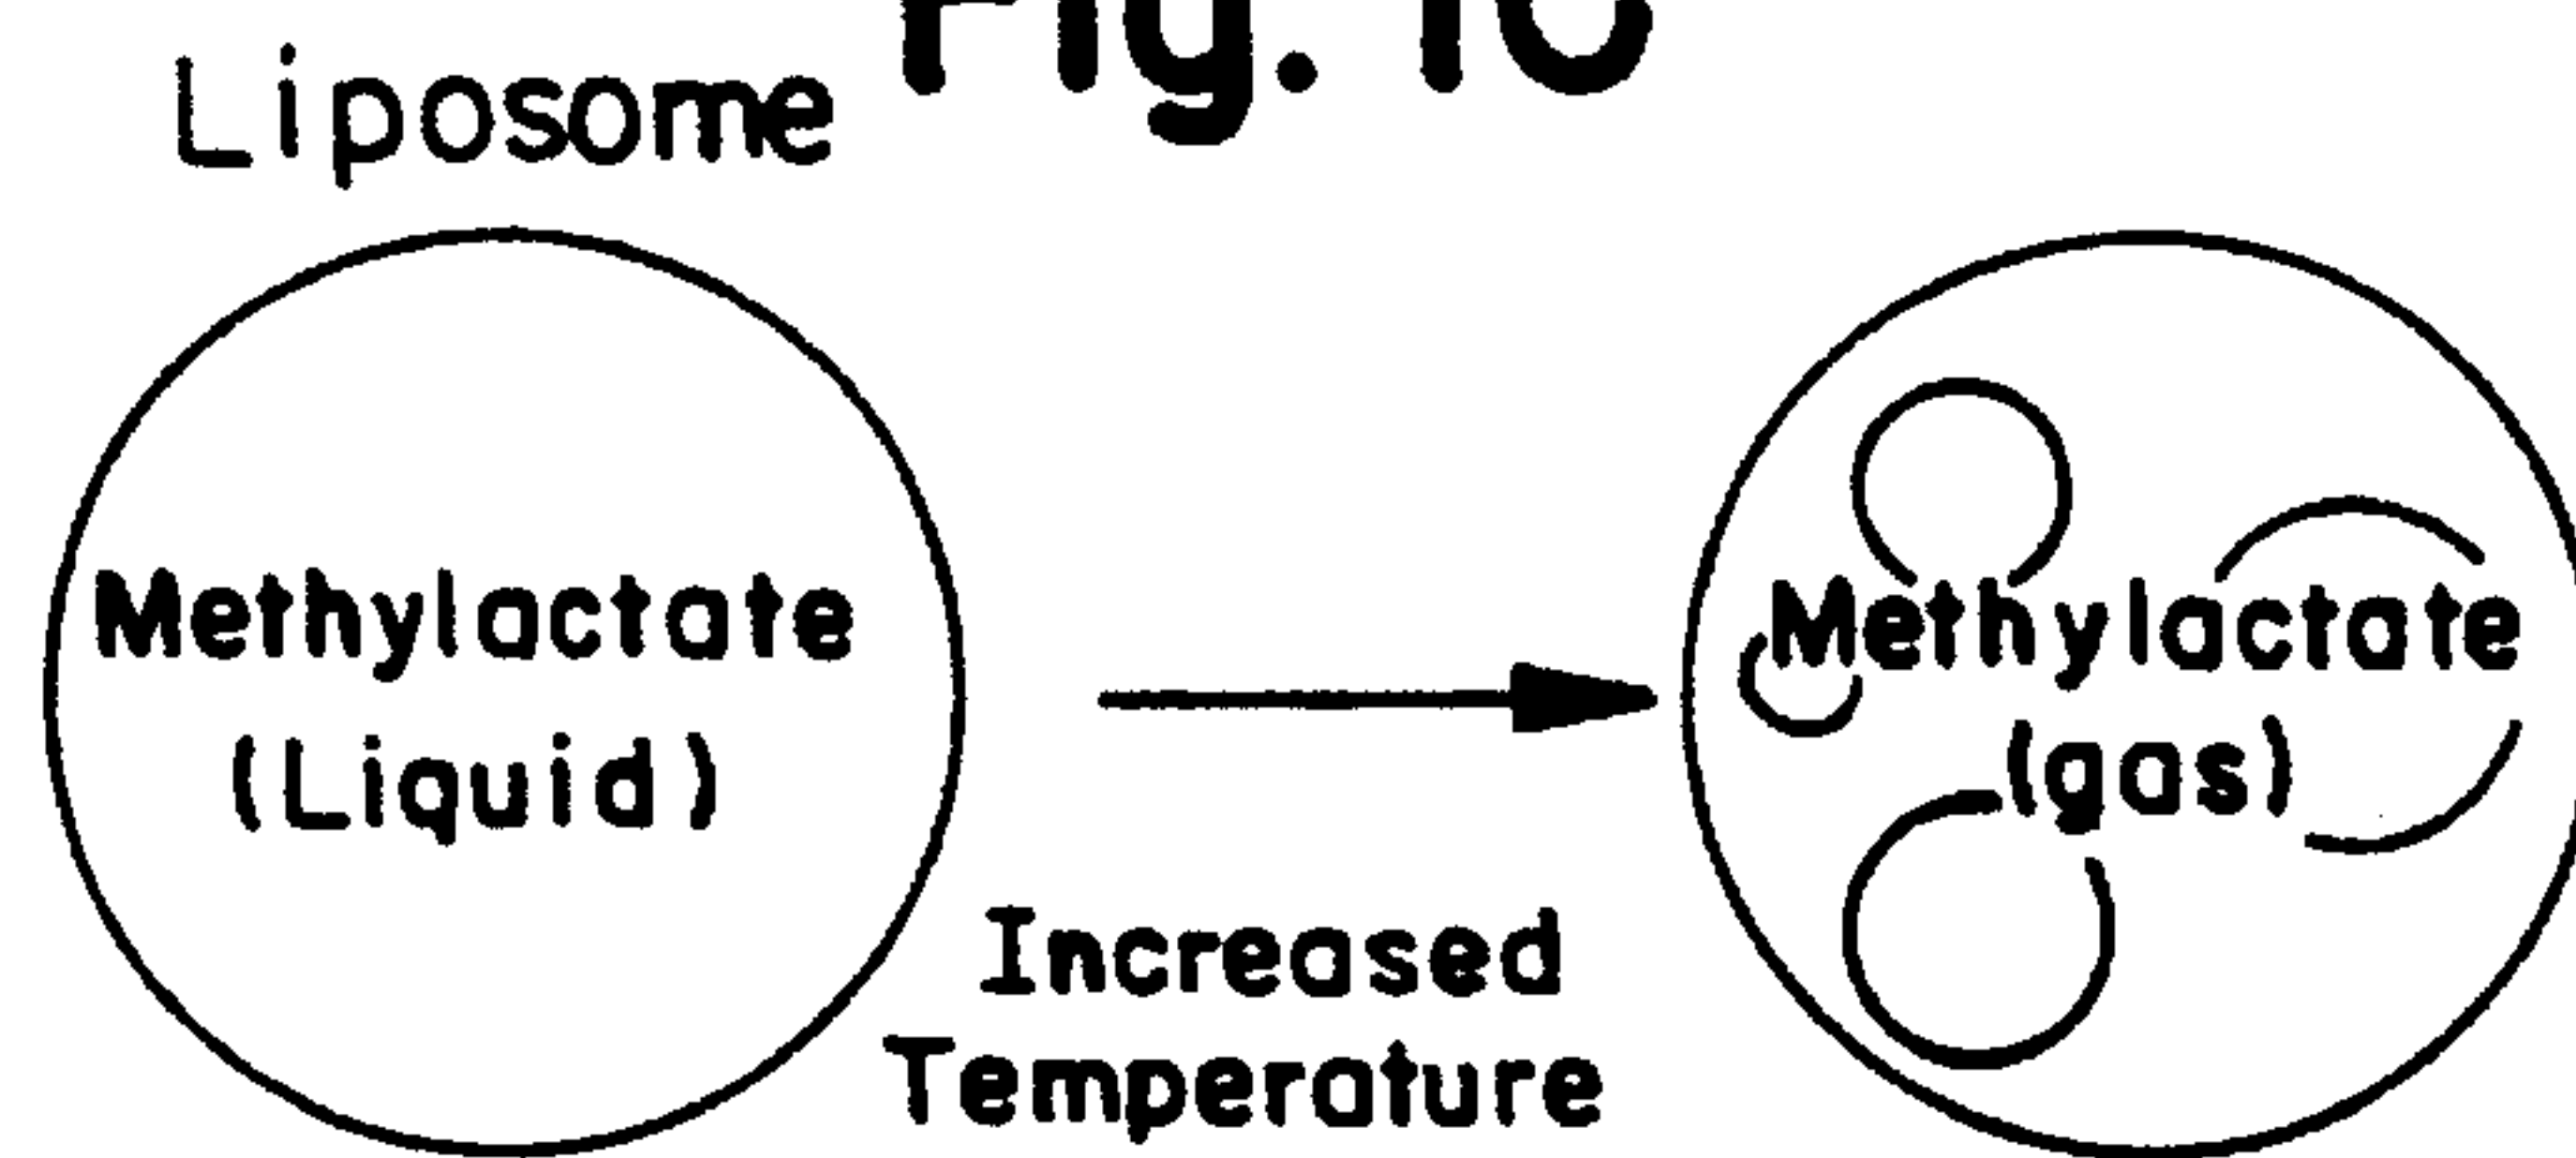 Fig. 10
Liposome
Methylactate
(Liquid)
Increased
Temperature
Methylactate
(gas)